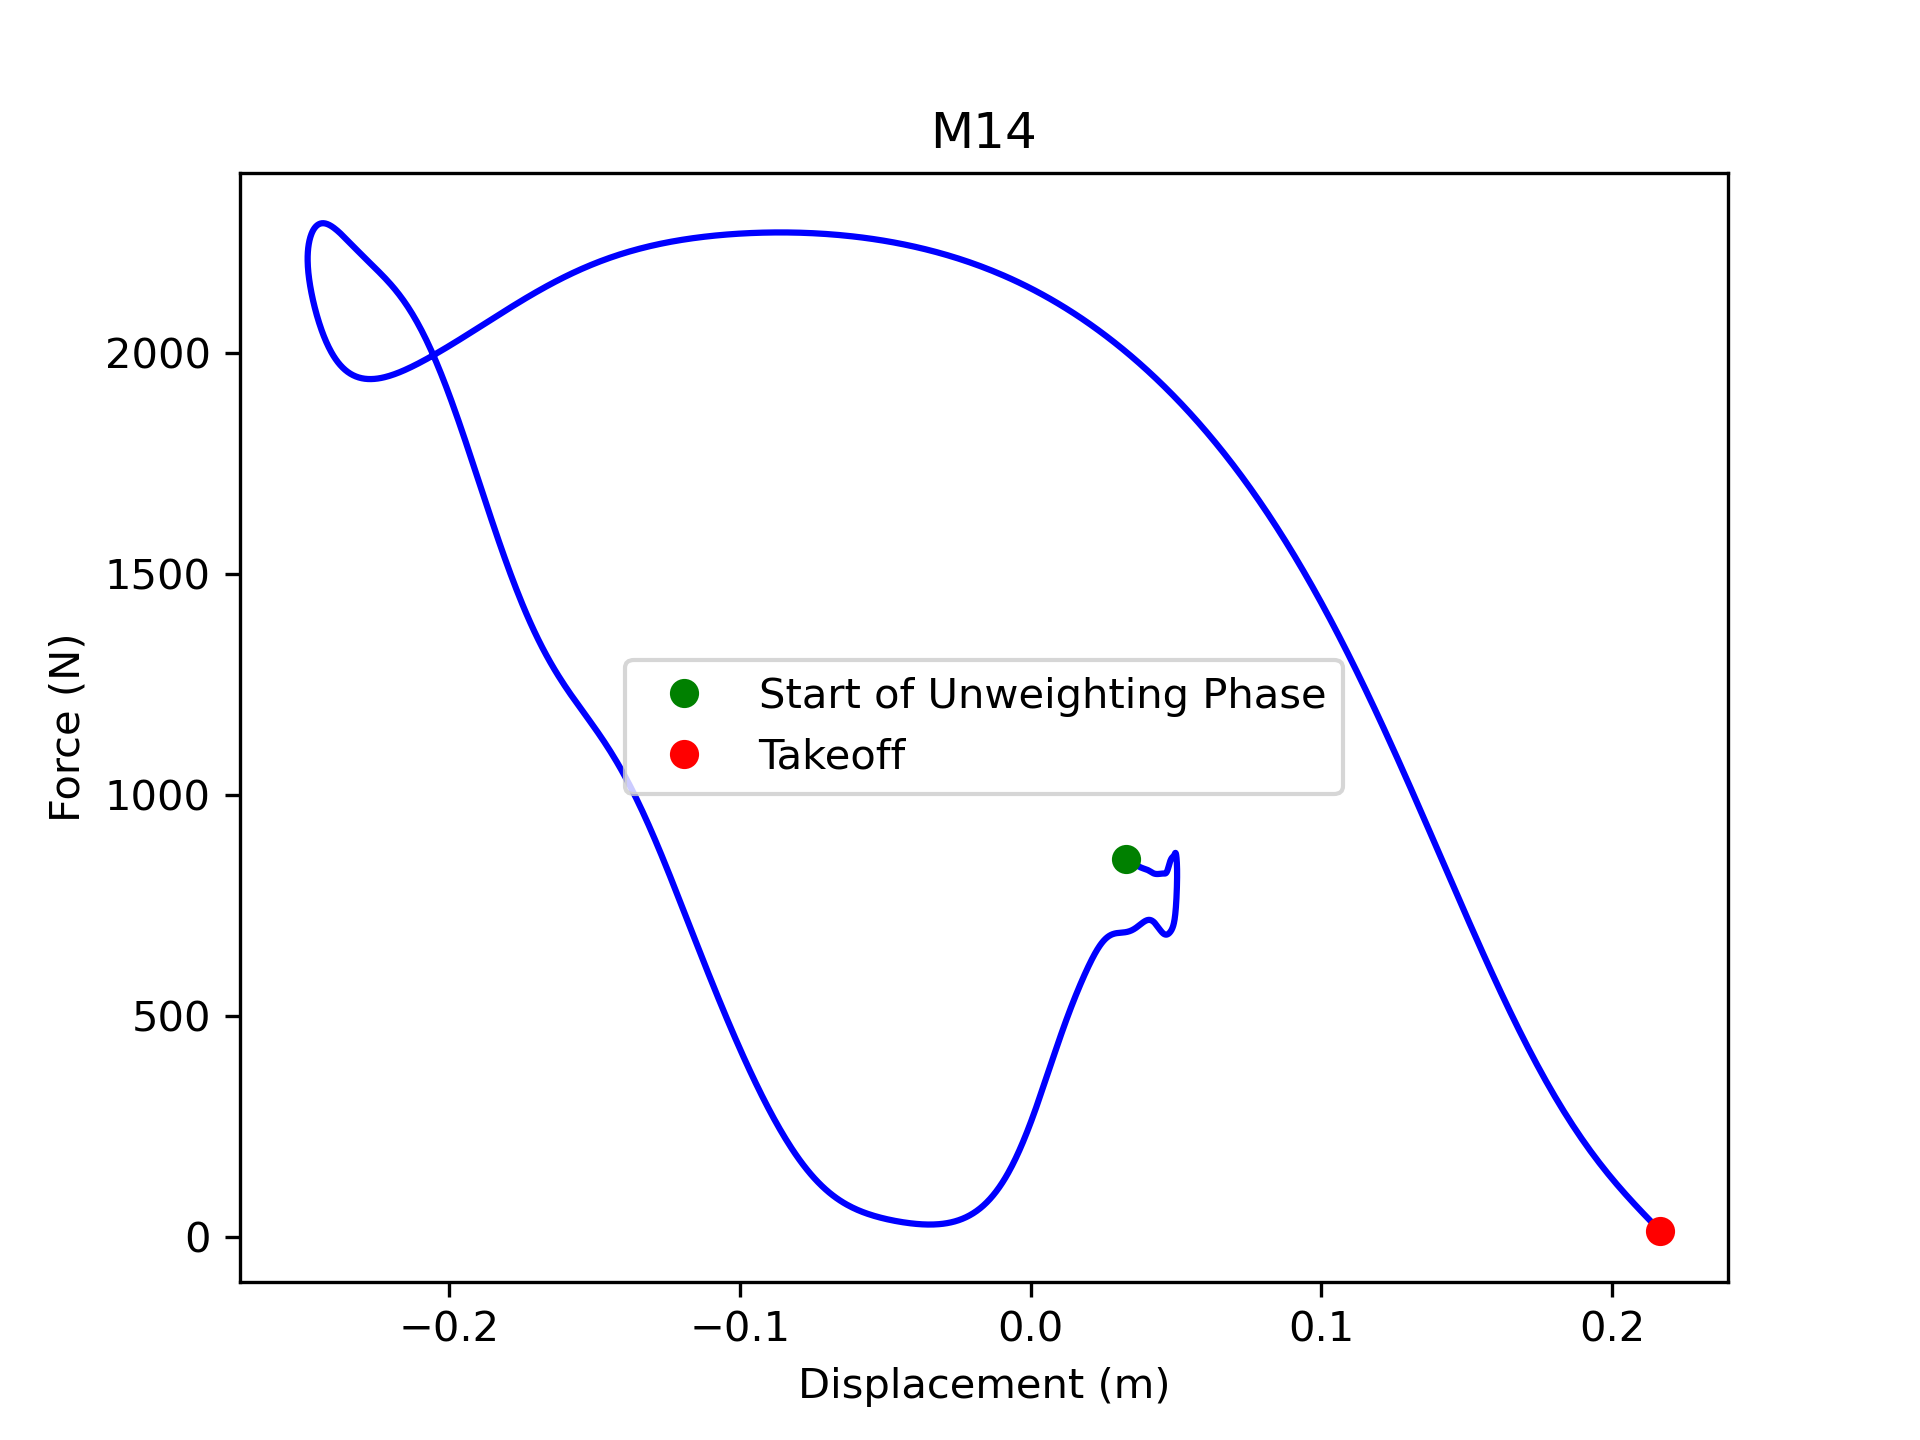 M14
Force (N)
2000
1500
1000
500
0
Start of Unweighting Phase
Takeoff
−0.2
−0.1
0.0
0.1
0.2
Displacement (m)